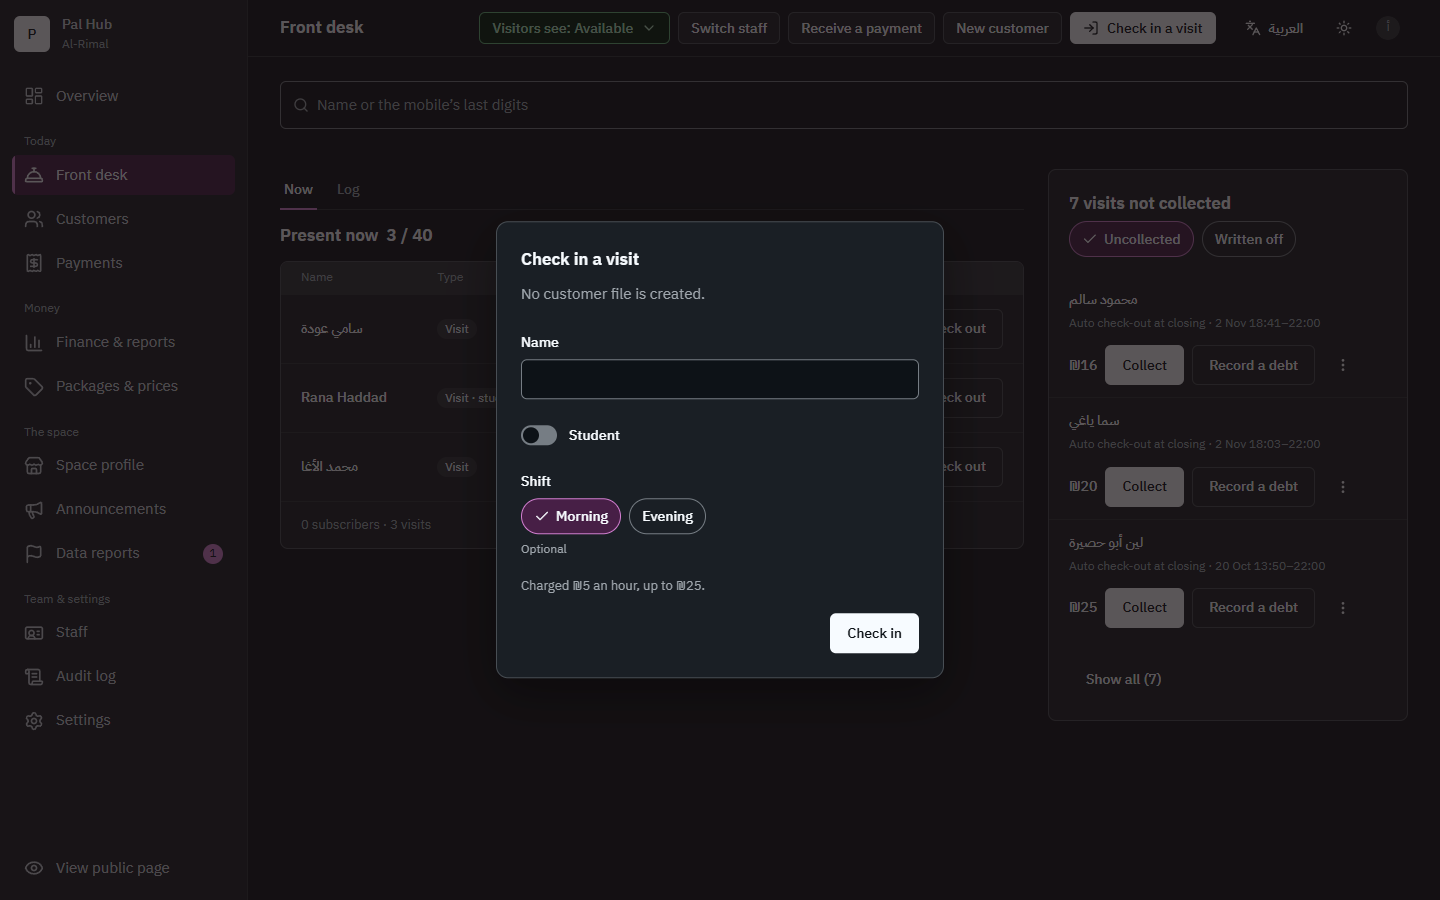 P
Pal Hub
Al-Rimal
Overview
Today
Front desk
Customers
Payments
Money
Finance & reports
Packages & prices
The space
Space profile
Announcements
Data reports
1
Team & settings
Staff
Audit log
Settings
View public page
Front desk
Visitors see: Available
Switch staff
Receive a payment
New customer
Check in a visit
العربية
Name or the mobile’s last digits
Now
Log
Present now 3 / 40
Name
Type
سامي عودة
Visit
Rana Haddad
Visit
محمد الأغا
Visit
0 subscribers · 3 visits
Check in a visit
No customer file is created.
Name
Student
Shift
Morning
Evening
Optional
Charged ₪5 an hour, up to ₪25.
Check in
7 visits not collected
Uncollected
Written off
محمود سالم
Auto check-out at closing · 2 Nov 18:41–22:00
₪16
Collect
Record a debt
سما ياغي
Auto check-out at closing · 2 Nov 18:03–22:00
₪20
Collect
Record a debt
لين أبو حصيرة
Auto check-out at closing · 20 Oct 13:50–22:00
₪25
Collect
Record a debt
Show all (7)